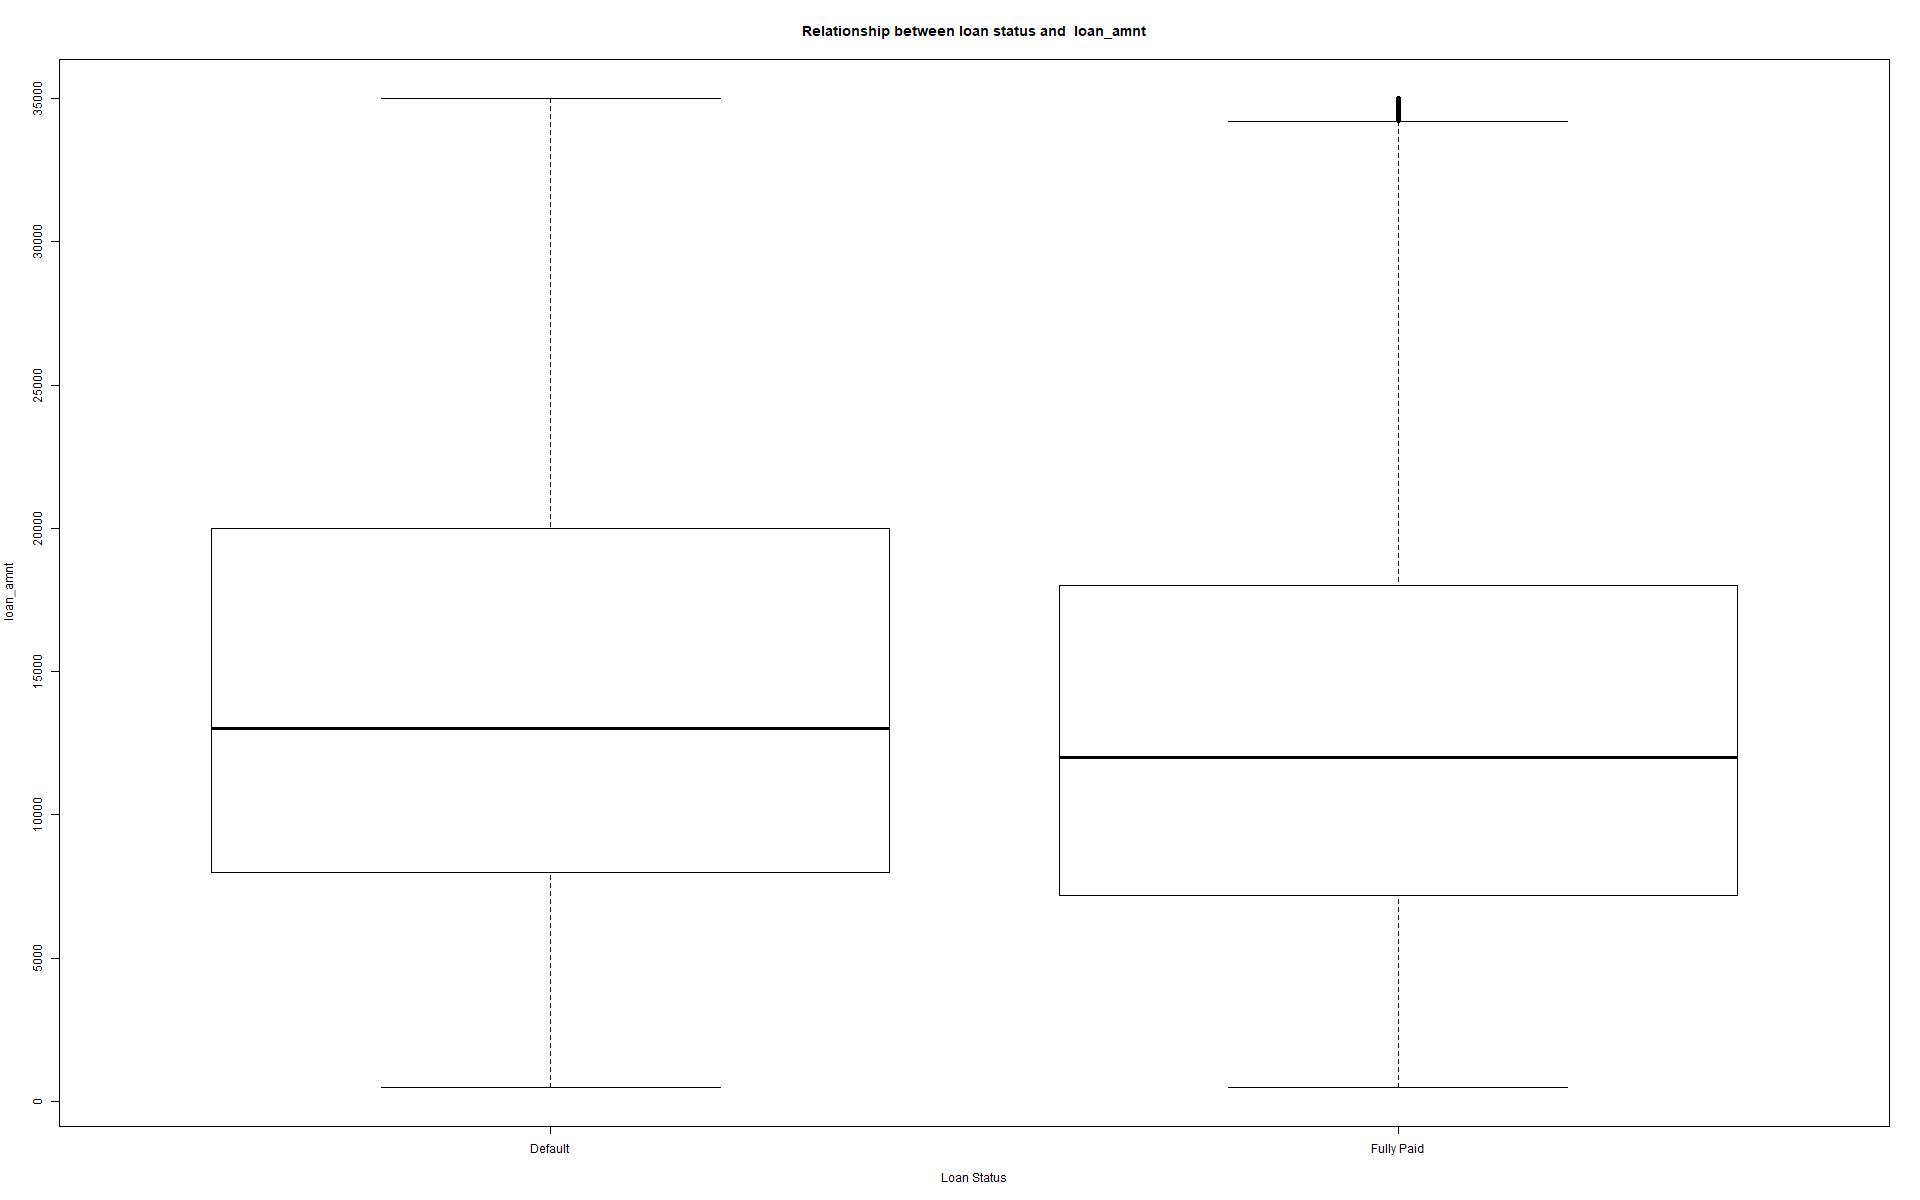 Relationship between loan status and  loan_amnt
35000
30000
25000
20000
15000
10000
5000
0
loan_amnt
Default
Fully Paid
Loan Status